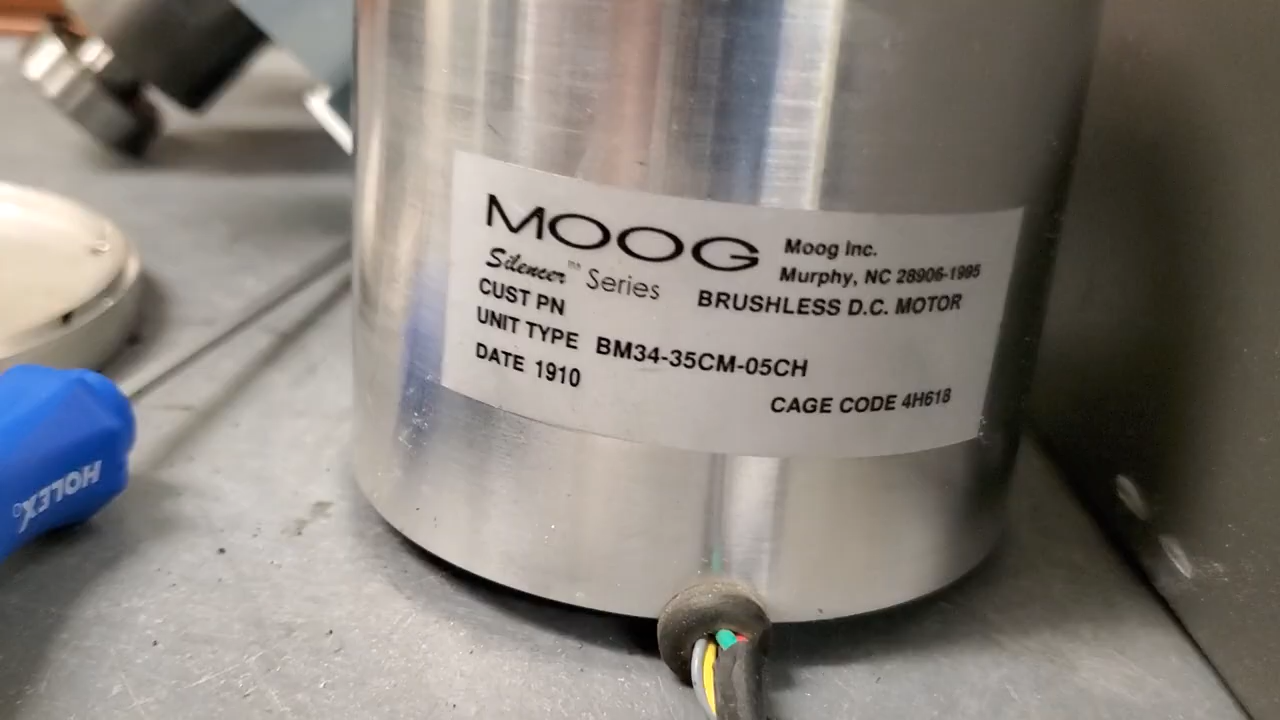 MOOG
Moog Inc.
Murphy, NC 28906-1995
Silencer™ Series
BRUSHLESS D.C. MOTOR
CUST PN
UNIT TYPE BM34-35CM-05CH
DATE 1910
CAGE CODE 4H618
HOLEX